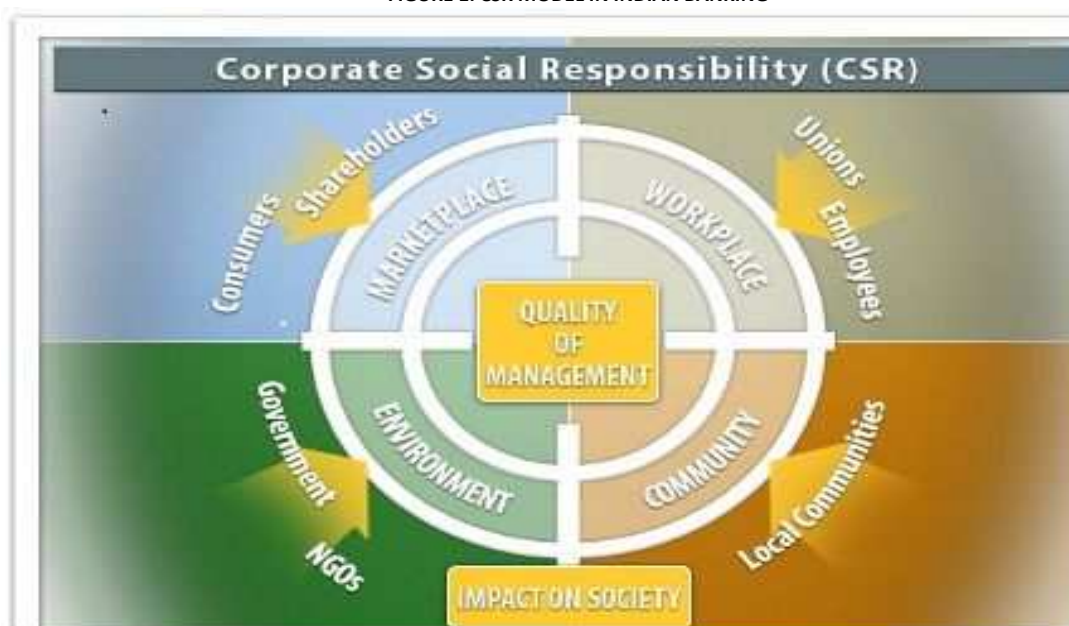 Corporate Social Responsibility (CSR)
Consumers
Shareholders
MARKETPLACE
WORKPLACE
Unions
Employees
QUALITY
OF
MANAGEMENT
Government
NGOs
ENVIRONMENT
COMMUNITY
Local Communities
IMPACT ON SOCIETY